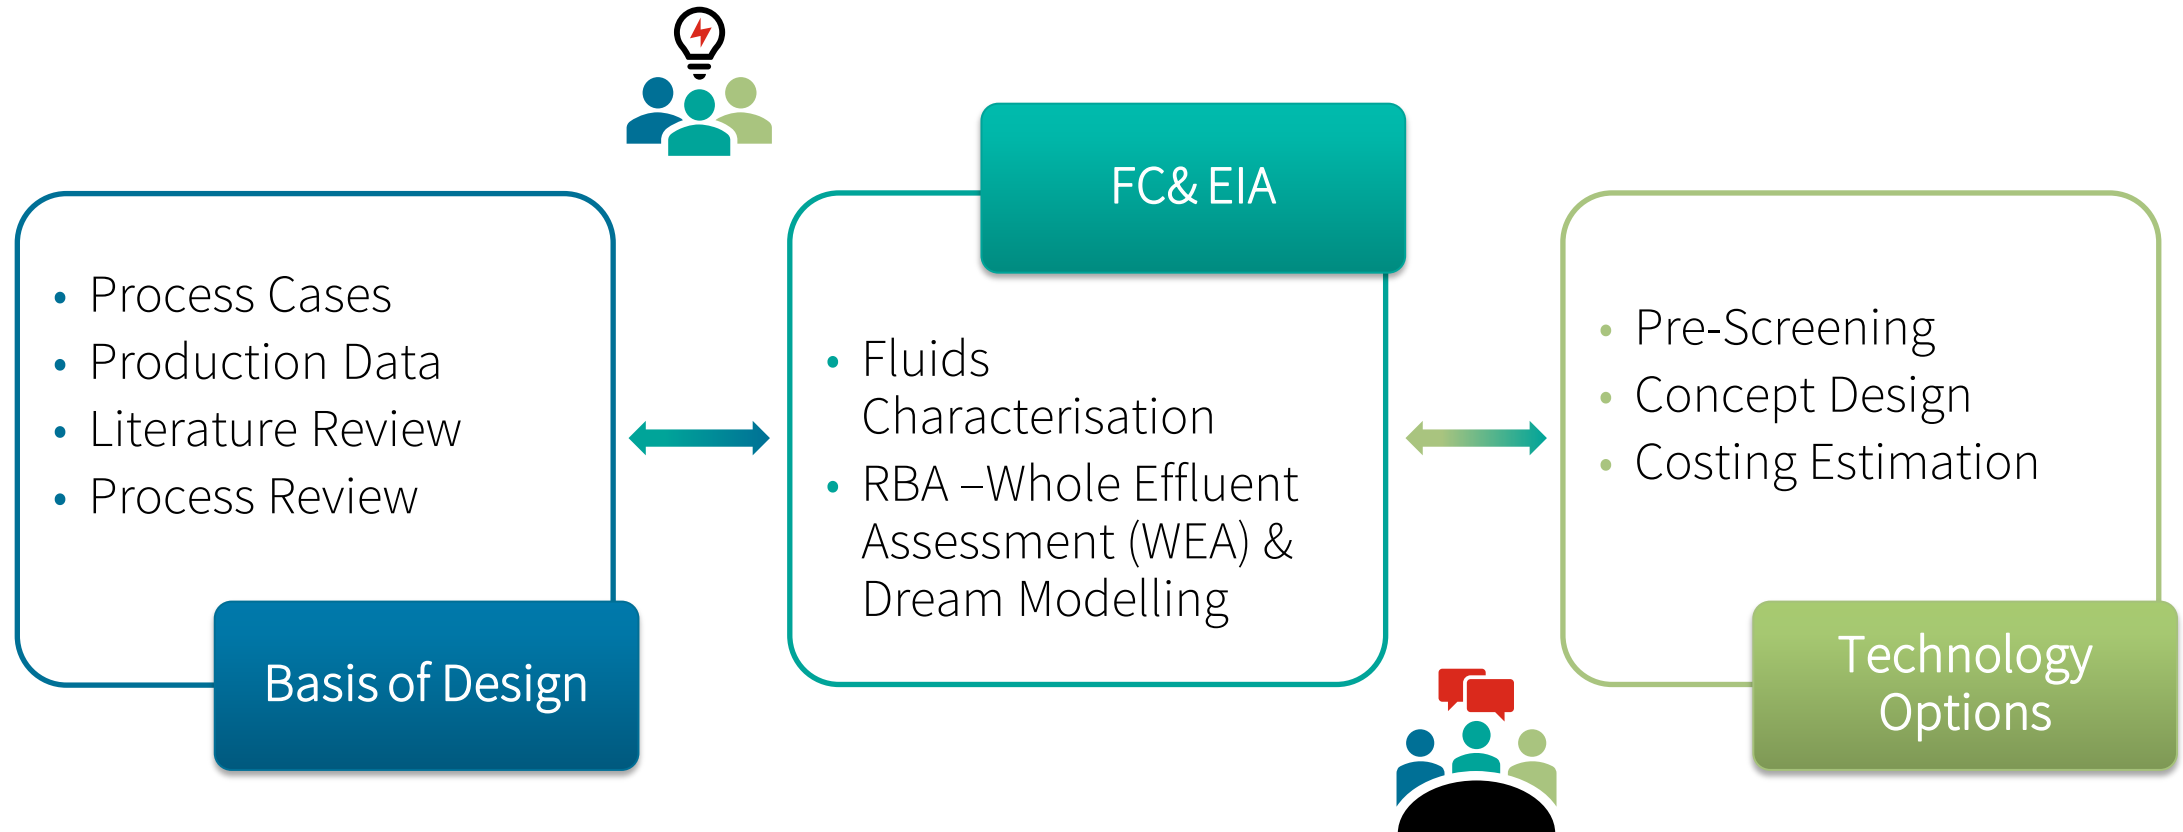 • Process Cases
• Production Data
• Literature Review
• Process Review
Basis of Design
FC& EIA
• Fluids
Characterisation
• RBA –Whole Effluent
Assessment (WEA) &
Dream Modelling
• Pre-Screening
• Concept Design
• Costing Estimation
Technology
Options